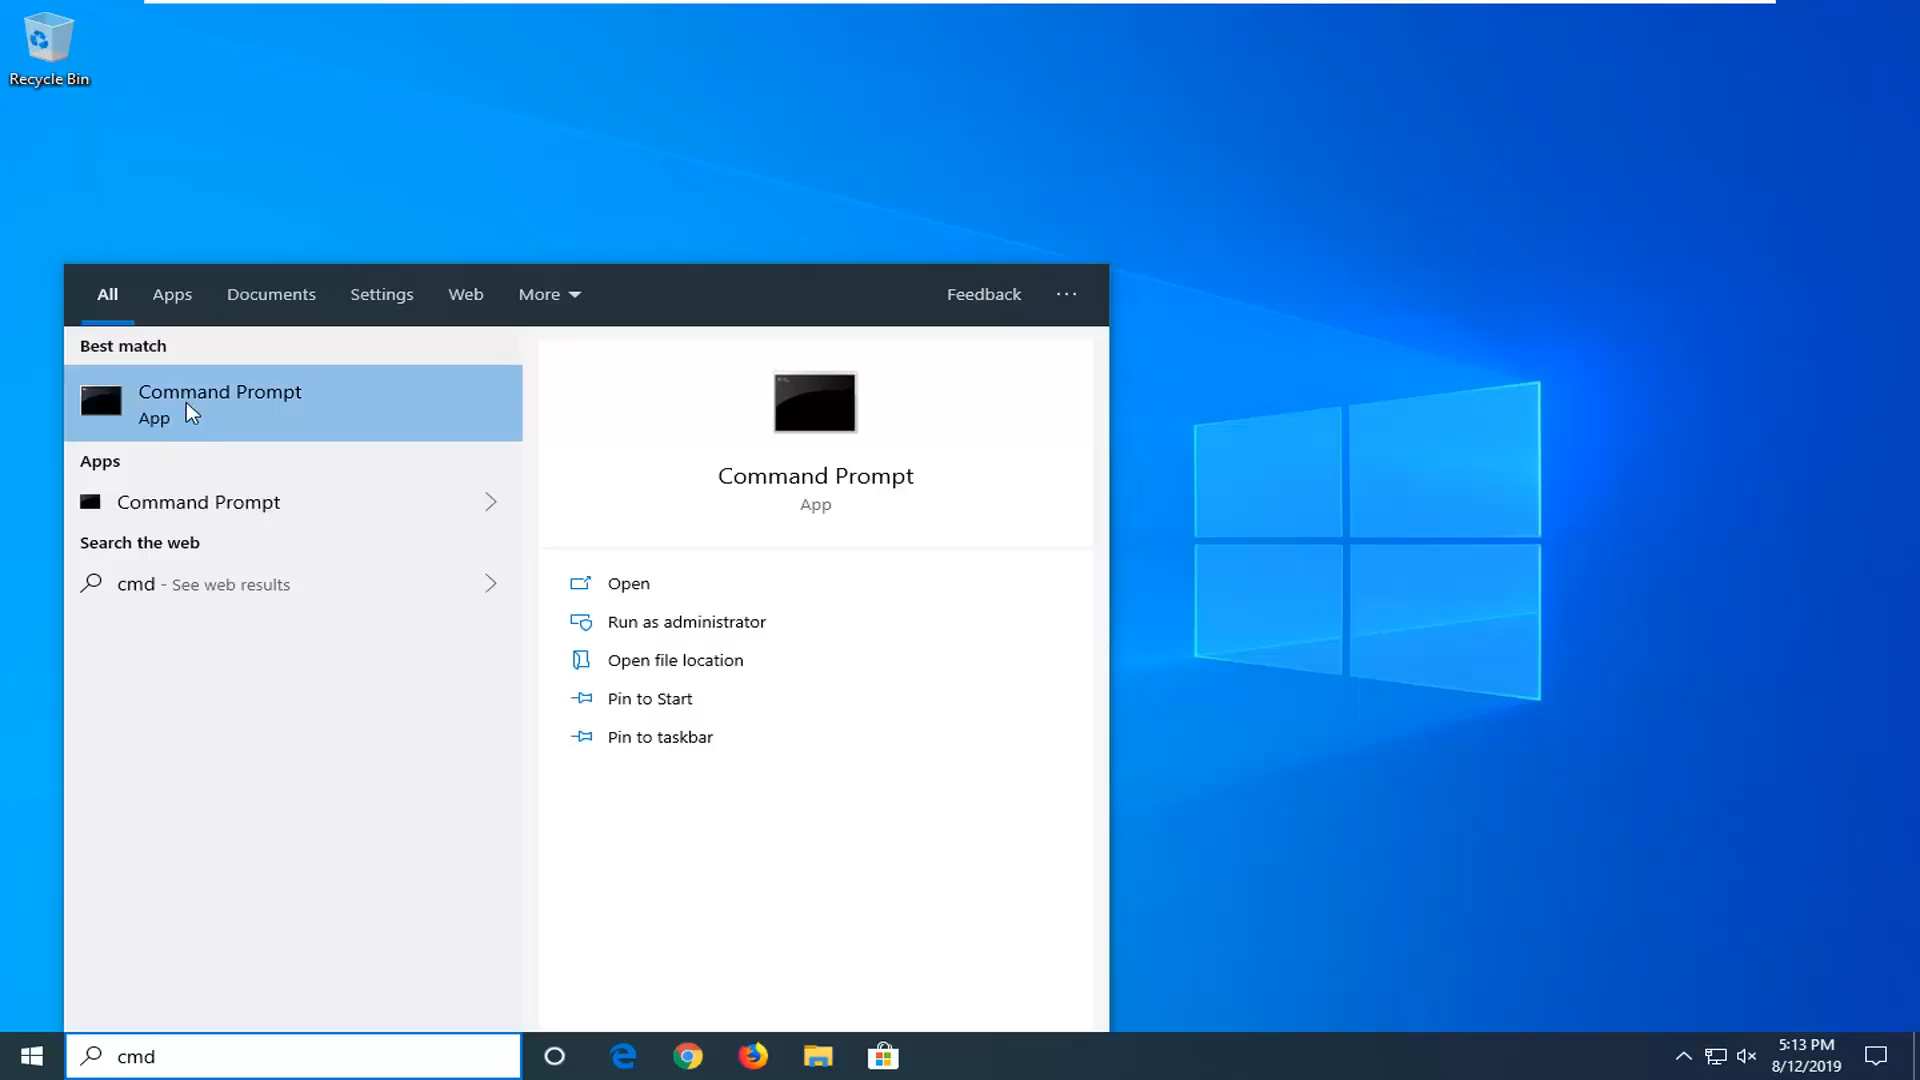 Recycle Bin
All Apps Documents Settings Web More Feedback ...
Best match
Command Prompt
App
Apps
Command Prompt
Search the web
cmd - See web results
Command Prompt
App
Open
Run as administrator
Open file location
Pin to Start
Pin to taskbar
cmd
5:13 PM
8/12/2019